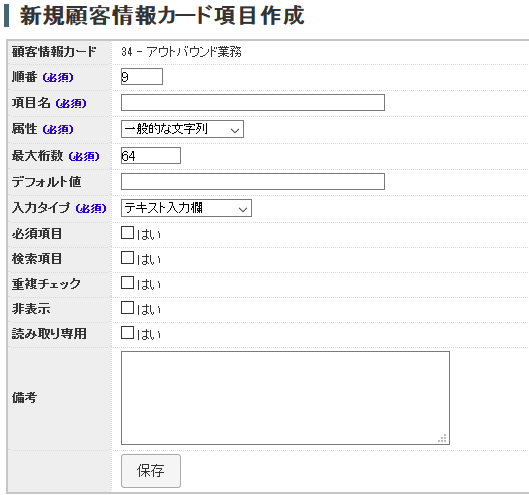 新規顧客情報カード項目作成
顧客情報カード 34 - アウトバウンド業務
順番 (必須) 9
項目名 (必須)
属性 (必須) 一般的な文字列
最大桁数 (必須) 64
デフォルト値
入力タイプ (必須) テキスト入力欄
必須項目 はい
検索項目 はい
重複チェック はい
非表示 はい
読み取り専用 はい
備考
保存